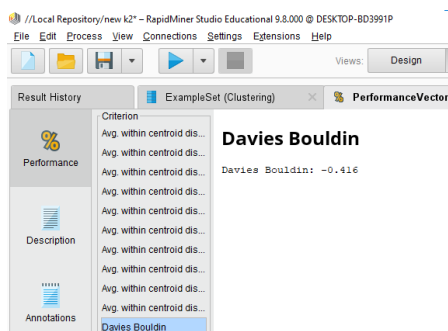 //Local Repository/new k2* – RapidMiner Studio Educational 9.8.000 @ DESKTOP-BD3991P
File Edit Process View Connections Settings Extensions Help
Views: Design
Result History ExampleSet (Clustering) PerformanceVector
Criterion
Avg. within centroid dis...
Avg. within centroid dis...
Avg. within centroid dis...
Avg. within centroid dis...
Avg. within centroid dis...
Avg. within centroid dis...
Avg. within centroid dis...
Avg. within centroid dis...
Avg. within centroid dis...
Avg. within centroid dis...
Davies Bouldin
%
Performance
Description
Annotations
Davies Bouldin
Davies Bouldin: -0.416